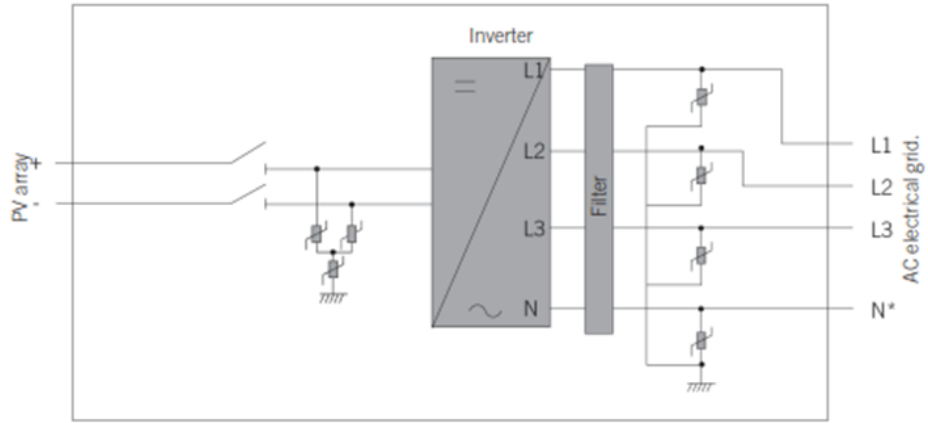 Inverter
PV array
+
-
L1
L2
L3
N
Filter
L1
L2
L3
N*
AC electrical grid.